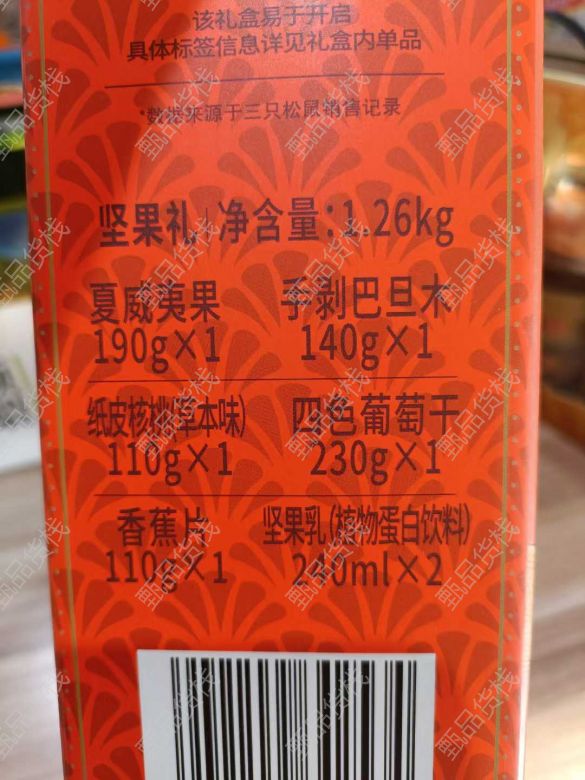 该礼盒易于开启
具体标签信息详见礼盒内单品
*数据来源于三只松鼠销售记录
坚果礼 净含量：1.26kg
夏威夷果 手剥巴旦木
190g×1 140g×1
纸皮核桃(草本味) 四色葡萄干
110g×1 230g×1
香蕉片 坚果乳(植物蛋白饮料)
110g×1 240ml×2
甄品货栈